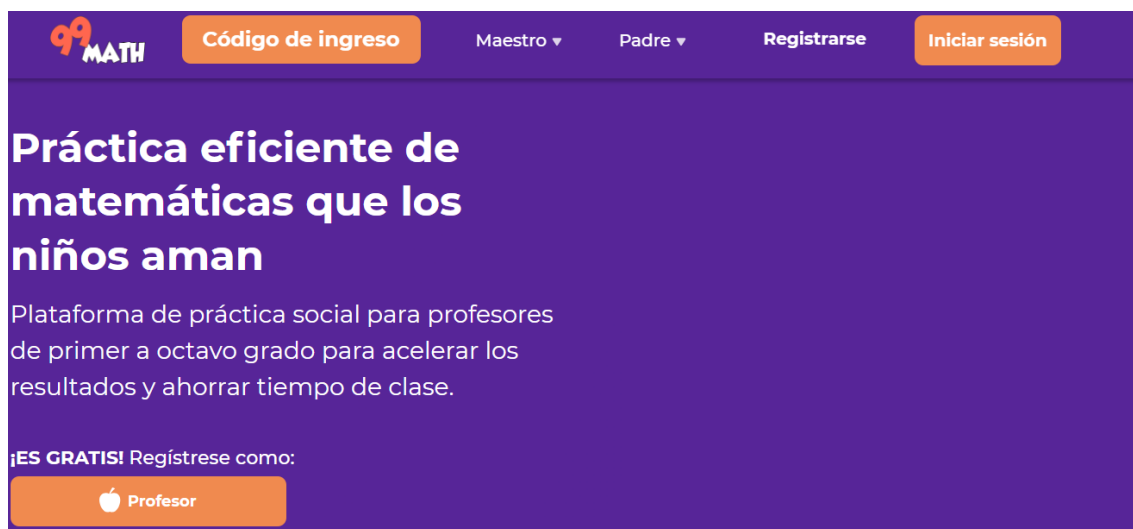 99MATH
Código de ingreso
Maestro ▾
Padre ▾
Registrarse
Iniciar sesión
Práctica eficiente de
matemáticas que los
niños aman
Plataforma de práctica social para profesores
de primer a octavo grado para acelerar los
resultados y ahorrar tiempo de clase.
¡ES GRATIS! Regístrese como:
Profesor